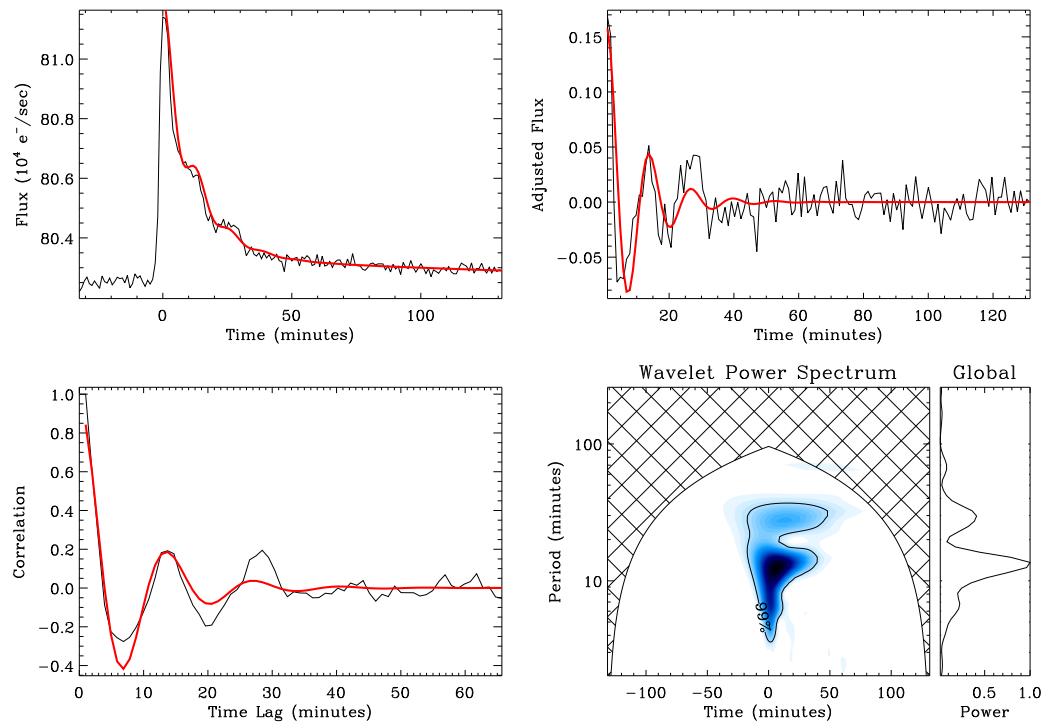 81.0
80.8
80.6
80.4
Flux (10⁴ e⁻/sec)
0 50 100
Time (minutes)
0.15
0.10
0.05
0.00
−0.05
Adjusted Flux
20 40 60 80 100 120
Time (minutes)
1.0
0.8
0.6
0.4
0.2
0.0
−0.2
−0.4
Correlation
0 10 20 30 40 50 60
Time Lag (minutes)
Wavelet Power Spectrum
Global
100
10
Period (minutes)
99%
−100 −50 0 50 100
Time (minutes)
0.5 1.0
Power